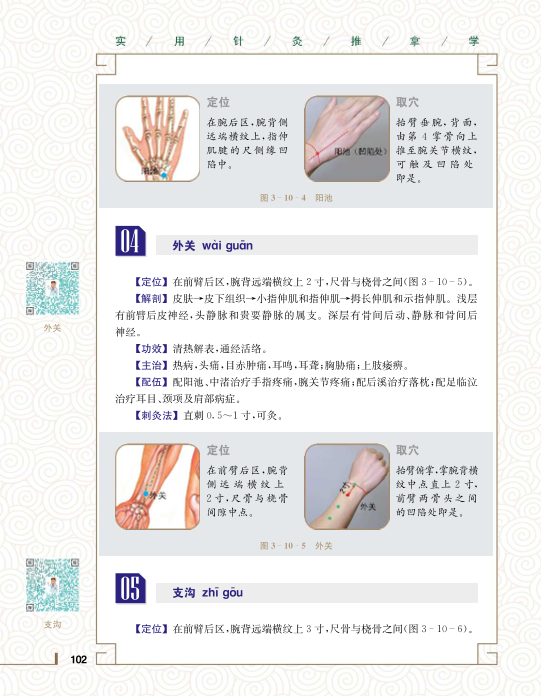 实 / 用 / 针 / 灸 / 推 / 拿 / 学
定位
在腕后区，腕背侧
远端横纹上，指伸
肌腱的尺侧缘凹
陷中。
阳池
取穴
抬臂垂腕，背面，
由第 4 掌骨向上
推至腕关节横纹，
可触及凹陷处
即是。
阳池（凹陷处）
图 3-10-4 阳池
04 外关 wài guān
【定位】在前臂后区，腕背远端横纹上 2 寸，尺骨与桡骨之间（图 3-10-5）。
【解剖】皮肤→皮下组织→小指伸肌和指伸肌→拇长伸肌和示指伸肌。浅层
有前臂后皮神经，头静脉和贵要静脉的属支。深层有骨间后动、静脉和骨间后
神经。
【功效】清热解表，通经活络。
【主治】热病，头痛，目赤肿痛，耳鸣，耳聋；胸胁痛；上肢痿痹。
【配伍】配阳池、中渚治疗手指疼痛，腕关节疼痛；配后溪治疗落枕；配足临泣
治疗耳目、颈项及肩部病症。
【刺灸法】直刺 0.5～1 寸，可灸。
外关
定位
在前臂后区，腕背
侧远端横纹上
2 寸，尺骨与桡骨
间隙中点。
外关
取穴
抬臂俯掌，掌腕背横
纹中点直上 2 寸，
前臂两骨头之间
的凹陷处即是。
2寸
外关
图 3-10-5 外关
05 支沟 zhī gōu
【定位】在前臂后区，腕背远端横纹上 3 寸，尺骨与桡骨之间（图 3-10-6）。
支沟
102